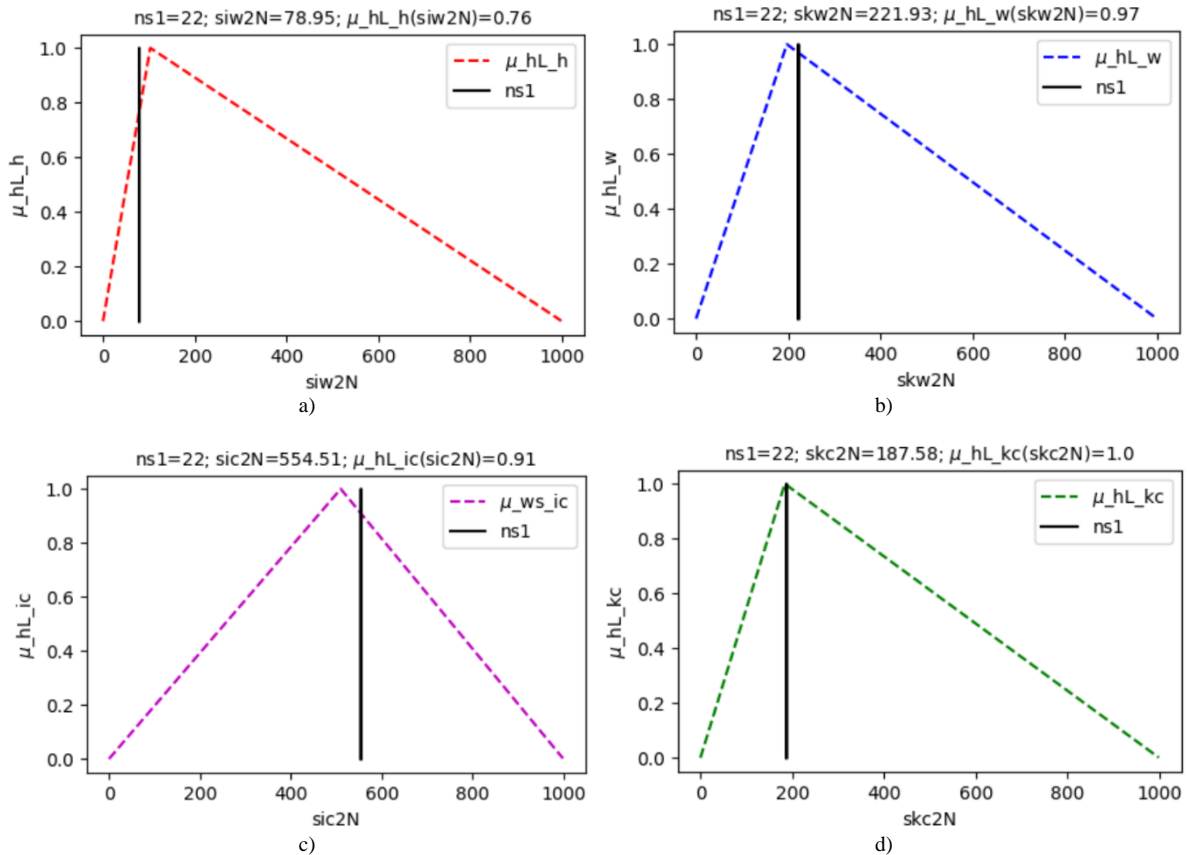 ns1=22; siw2N=78.95; μ_hL_h(siw2N)=0.76
μ_hL_h
1.0
0.8
0.6
0.4
0.2
0.0
μ_hL_h
ns1
0
200
400
600
800
1000
siw2N
a)
ns1=22; skw2N=221.93; μ_hL_w(skw2N)=0.97
μ_hL_w
1.0
0.8
0.6
0.4
0.2
0.0
μ_hL_w
ns1
0
200
400
600
800
1000
skw2N
b)
ns1=22; sic2N=554.51; μ_hL_ic(sic2N)=0.91
μ_hL_ic
1.0
0.8
0.6
0.4
0.2
0.0
μ_ws_ic
ns1
0
200
400
600
800
1000
sic2N
c)
ns1=22; skc2N=187.58; μ_hL_kc(skc2N)=1.0
μ_hL_kc
1.0
0.8
0.6
0.4
0.2
0.0
μ_hL_kc
ns1
0
200
400
600
800
1000
skc2N
d)